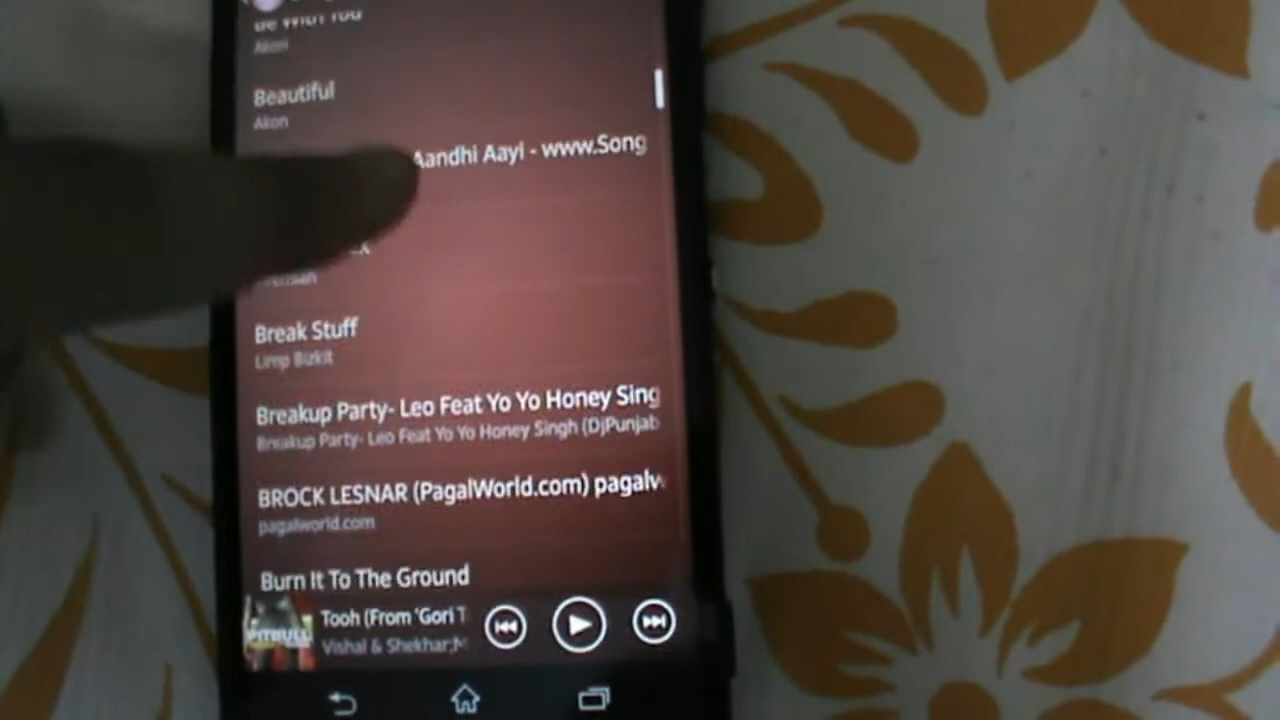 Be With You
Akon
Beautiful
Akon
Aandhi Aayi - www.Song
Break Stuff
Limp Bizkit
Breakup Party- Leo Feat Yo Yo Honey Sing
Breakup Party- Leo Feat Yo Yo Honey Singh (DjPunjab
BROCK LESNAR (PagalWorld.com) pagalw
pagalworld.com
Burn It To The Ground
Tooh (From 'Gori T
Vishal & Shekhar;M
PITBULL